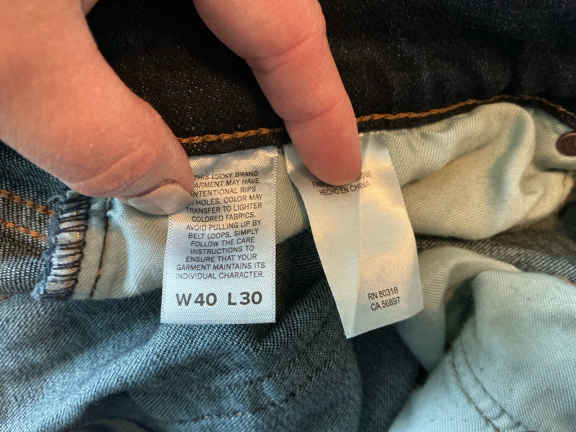 THIS LUCKY BRAND
GARMENT MAY HAVE
INTENTIONAL RIPS
HOLES. COLOR MAY
TRANSFER TO LIGHTER
COLORED FABRICS.
AVOID PULLING UP BY
BELT LOOPS, SIMPLY
FOLLOW THE CARE
INSTRUCTIONS TO
ENSURE THAT YOUR
GARMENT MAINTAINS ITS
INDIVIDUAL CHARACTER.
W40 L30
RN 80318
CA 56897